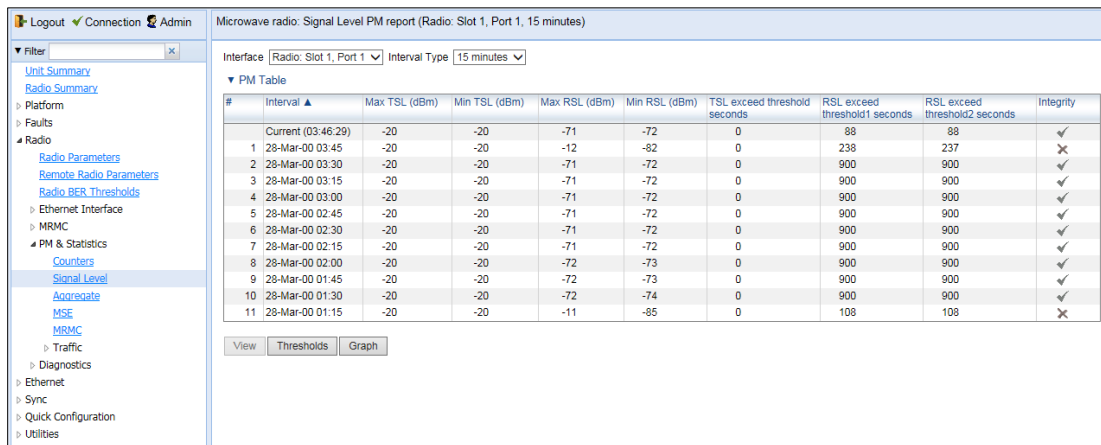 Logout Connection Admin
Microwave radio: Signal Level PM report (Radio: Slot 1, Port 1, 15 minutes)
Filter
Unit Summary
Radio Summary
Platform
Faults
Radio
Radio Parameters
Remote Radio Parameters
Radio BER Thresholds
Ethernet Interface
MRMC
PM & Statistics
Counters
Signal Level
Aggregate
MSE
MRMC
Traffic
Diagnostics
Ethernet
Sync
Quick Configuration
Utilities
Interface Radio: Slot 1, Port 1 Interval Type 15 minutes
PM Table
# Interval ▲ Max TSL (dBm) Min TSL (dBm) Max RSL (dBm) Min RSL (dBm) TSL exceed threshold seconds RSL exceed threshold1 seconds RSL exceed threshold2 seconds Integrity
Current (03:46:29) -20 -20 -71 -72 0 88 88 ✓
1 28-Mar-00 03:45 -20 -20 -12 -82 0 238 237 ✗
2 28-Mar-00 03:30 -20 -20 -71 -72 0 900 900 ✓
3 28-Mar-00 03:15 -20 -20 -71 -72 0 900 900 ✓
4 28-Mar-00 03:00 -20 -20 -71 -72 0 900 900 ✓
5 28-Mar-00 02:45 -20 -20 -71 -72 0 900 900 ✓
6 28-Mar-00 02:30 -20 -20 -71 -72 0 900 900 ✓
7 28-Mar-00 02:15 -20 -20 -71 -72 0 900 900 ✓
8 28-Mar-00 02:00 -20 -20 -72 -73 0 900 900 ✓
9 28-Mar-00 01:45 -20 -20 -72 -73 0 900 900 ✓
10 28-Mar-00 01:30 -20 -20 -72 -74 0 900 900 ✓
11 28-Mar-00 01:15 -20 -20 -11 -85 0 108 108 ✗
View Thresholds Graph